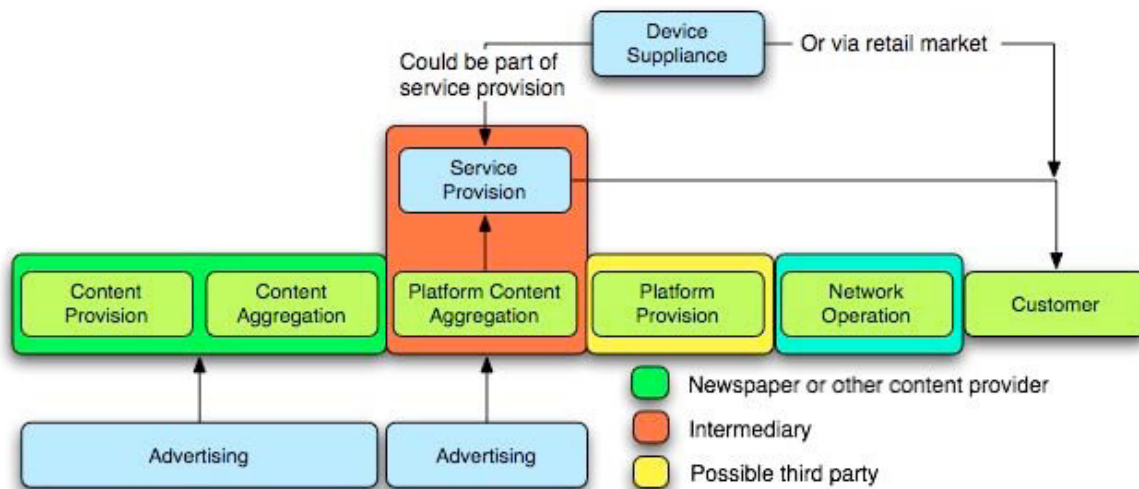 Device
Suppliance
Or via retail market
Could be part of
service provision
Service
Provision
Content
Provision
Content
Aggregation
Platform Content
Aggregation
Platform
Provision
Network
Operation
Customer
Advertising
Advertising
Newspaper or other content provider
Intermediary
Possible third party